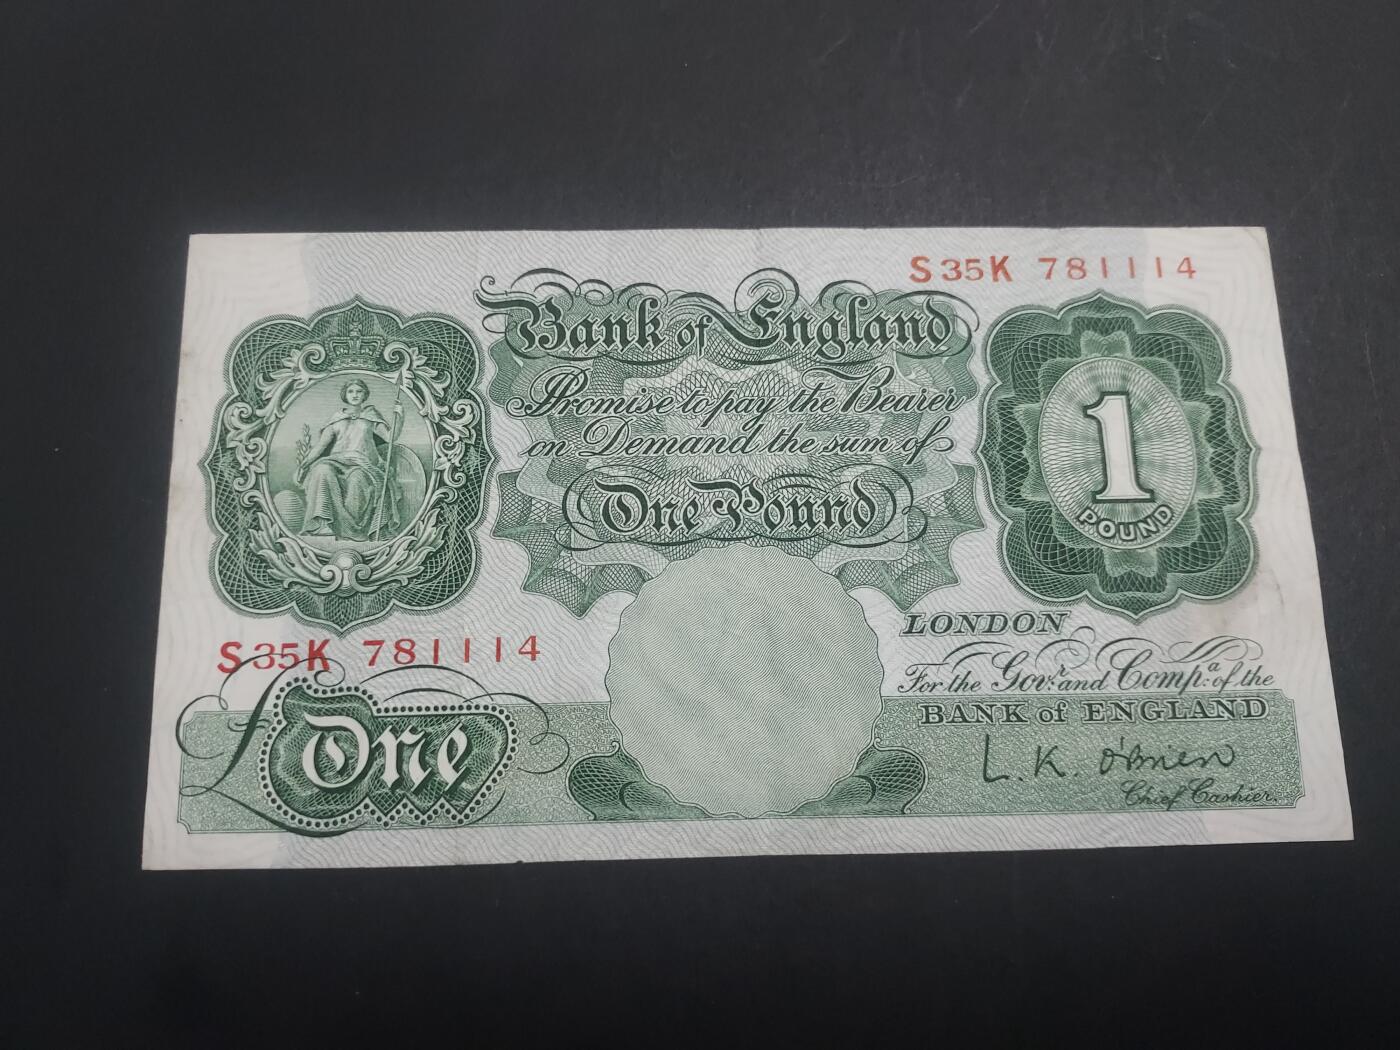 S35K 781114
Bank of England
Promise to pay the Bearer
on Demand the sum of
One Pound
1
POUND
LONDON
For the Govr. and Compa. of the
BANK of ENGLAND
L. K. O'Brien
Chief Cashier.
S35K 781114
£One